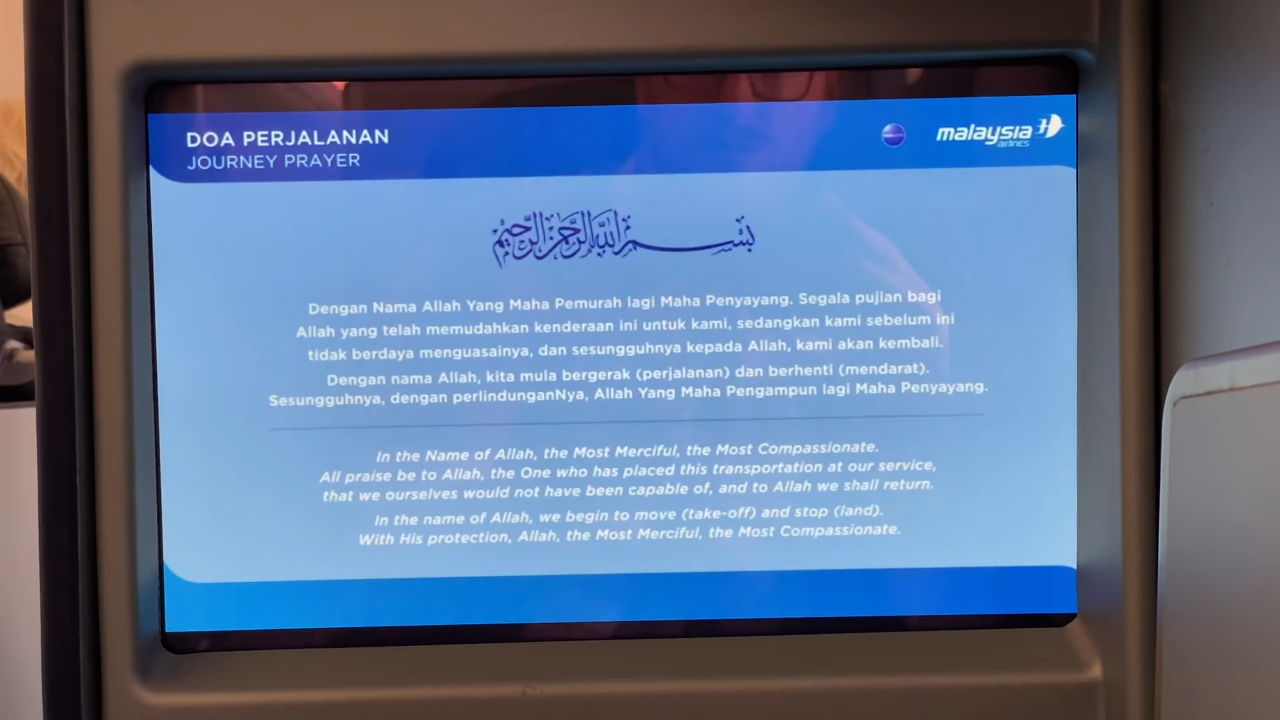 DOA PERJALANAN
JOURNEY PRAYER
malaysia
airlines
بسم الله الرحمن الرحيم
Dengan Nama Allah Yang Maha Pemurah lagi Maha Penyayang. Segala pujian bagi
Allah yang telah memudahkan kenderaan ini untuk kami, sedangkan kami sebelum ini
tidak berdaya menguasainya, dan sesungguhnya kepada Allah, kami akan kembali.
Dengan nama Allah, kita mula bergerak (perjalanan) dan berhenti (mendarat).
Sesungguhnya, dengan perlindunganNya, Allah Yang Maha Pengampun lagi Maha Penyayang.
In the Name of Allah, the Most Merciful, the Most Compassionate.
All praise be to Allah, the One who has placed this transportation at our service,
that we ourselves would not have been capable of, and to Allah we shall return.
In the name of Allah, we begin to move (take-off) and stop (land).
With His protection, Allah, the Most Merciful, the Most Compassionate.